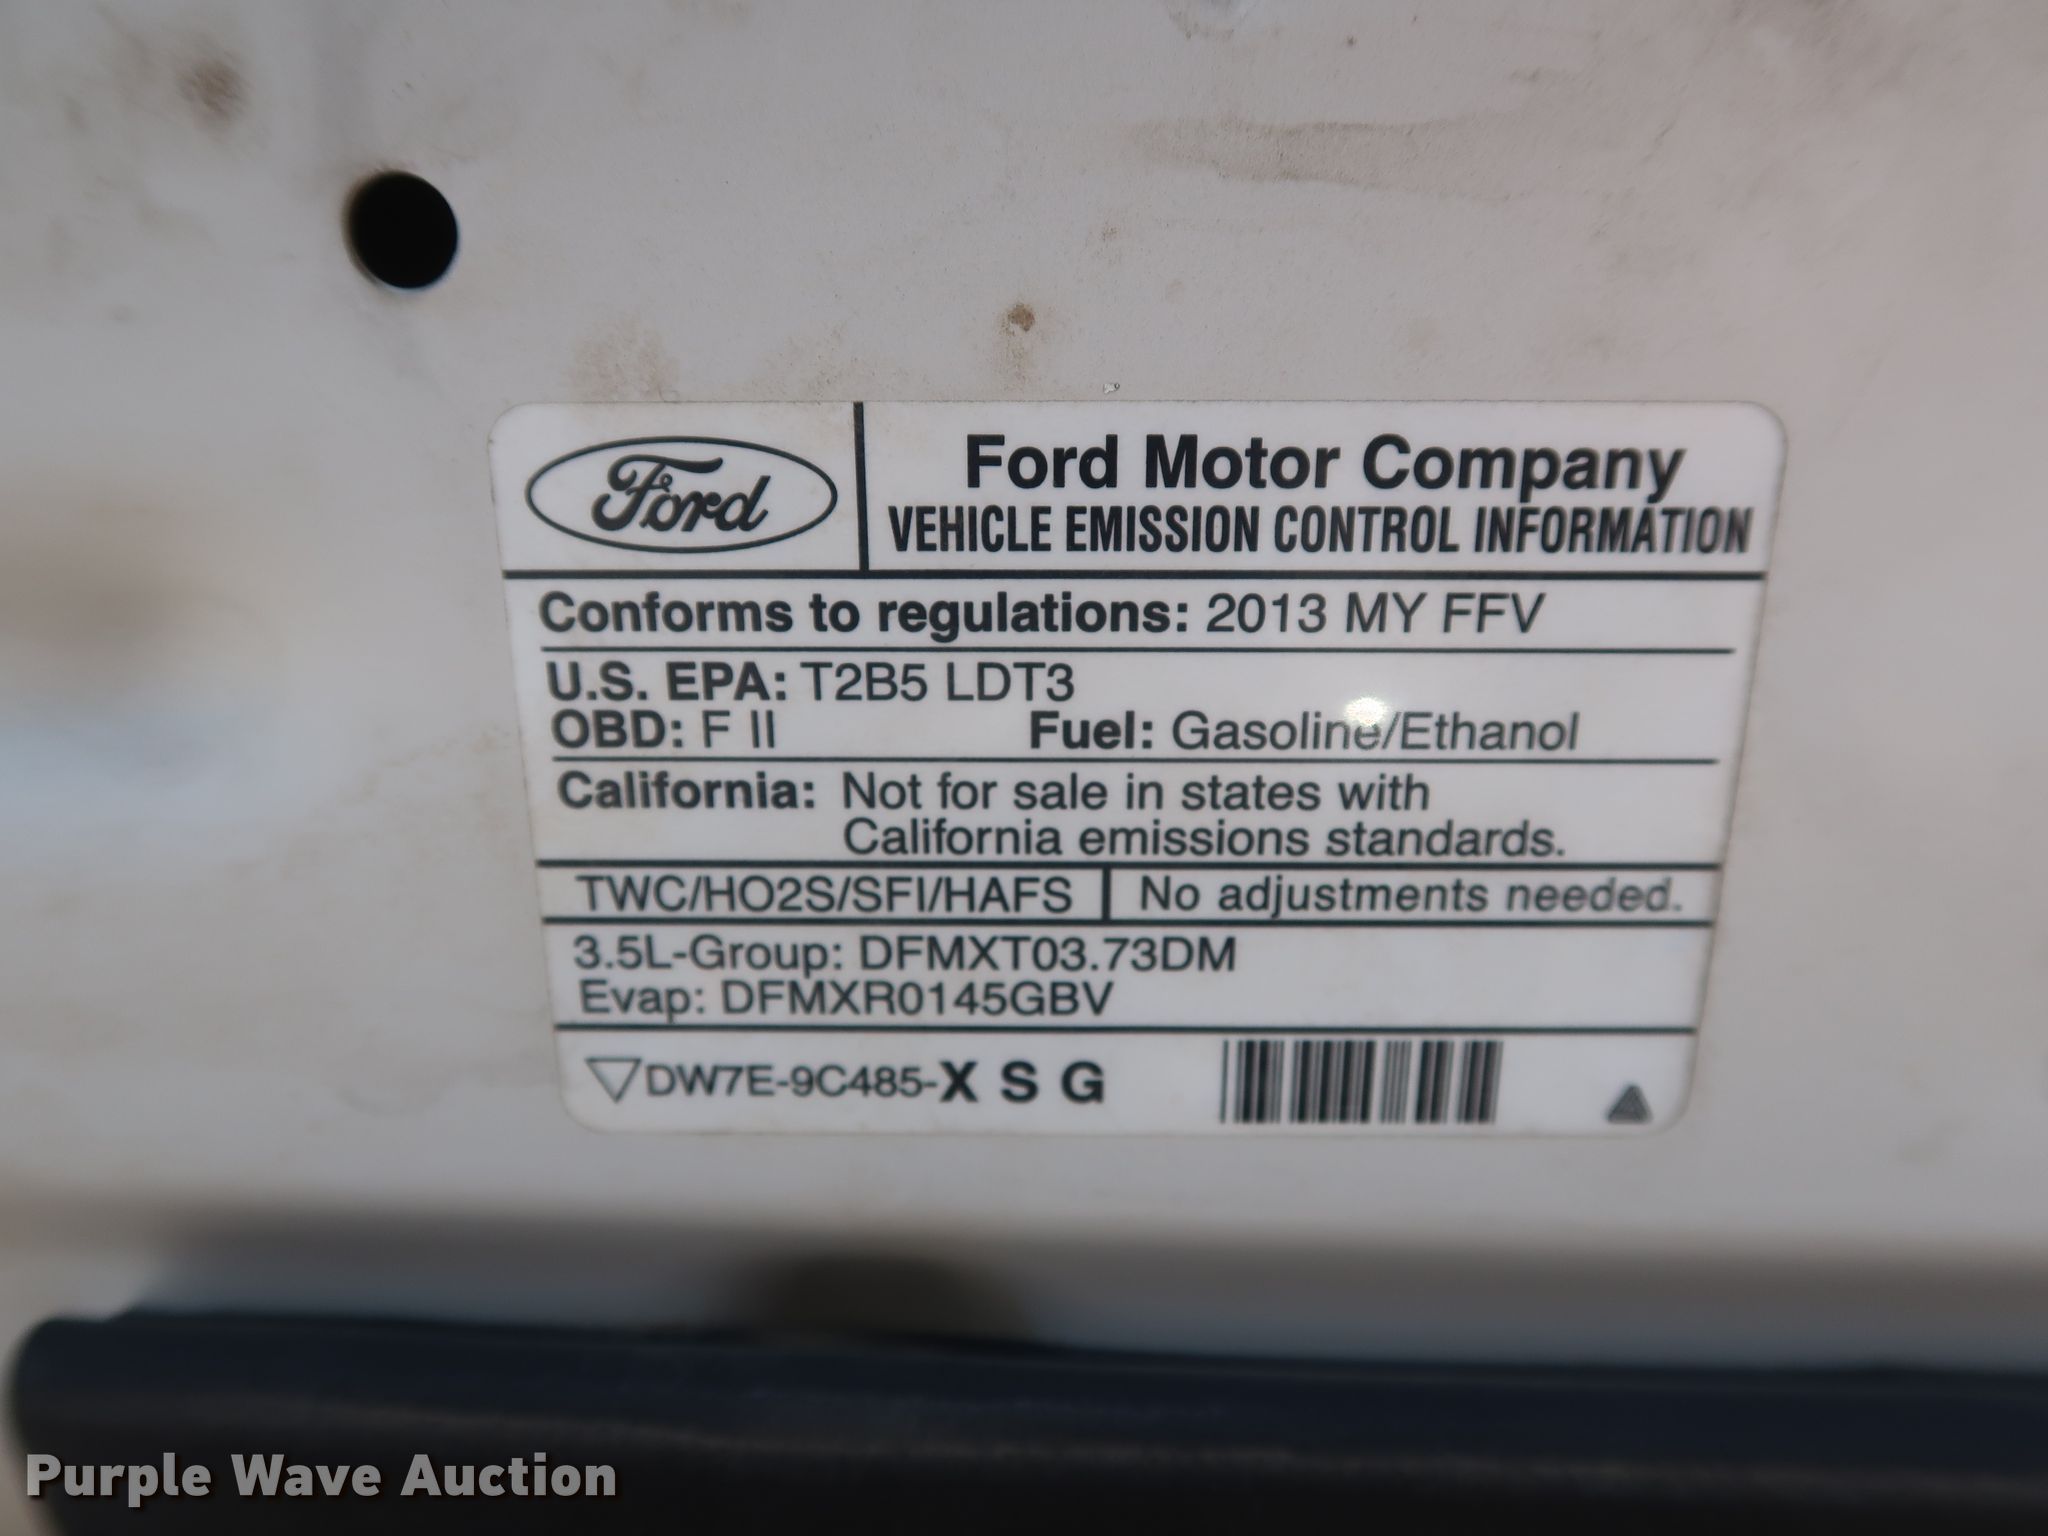 Ford
Ford Motor Company
VEHICLE EMISSION CONTROL INFORMATION
Conforms to regulations: 2013 MY FFV
U.S. EPA: T2B5 LDT3
OBD: F II Fuel: Gasoline/Ethanol
California: Not for sale in states with
California emissions standards.
TWC/HO2S/SFI/HAFS No adjustments needed.
3.5L-Group: DFMXT03.73DM
Evap: DFMXR0145GBV
DW7E-9C485-X S G
Purple Wave Auction